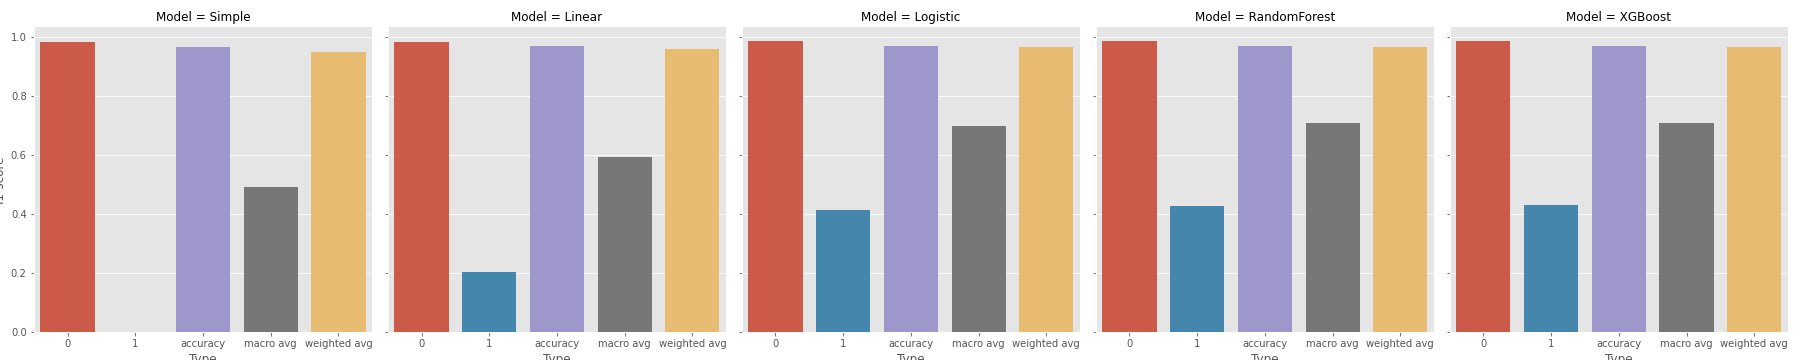 Model = Simple
Model = Linear
Model = Logistic
Model = RandomForest
Model = XGBoost
1.0
0.8
0.6
0.4
0.2
0.0
0 1 accuracy macro avg weighted avg
0 1 accuracy macro avg weighted avg
0 1 accuracy macro avg weighted avg
0 1 accuracy macro avg weighted avg
0 1 accuracy macro avg weighted avg
Type
Type
Type
Type
Type